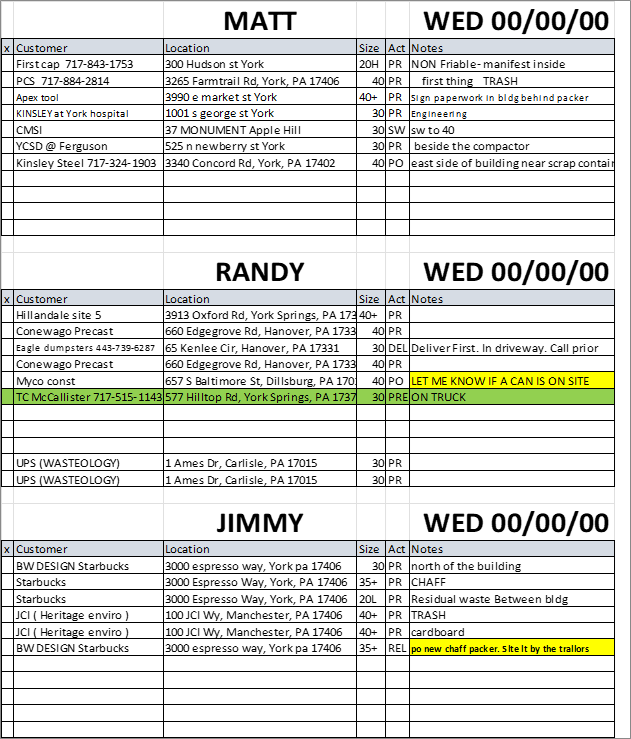 MATT WED 00/00/00
x Customer Location Size Act Notes
First cap 717-843-1753 300 Hudson st York 20H PR NON Friable- manifest inside
PCS 717-884-2814 3265 Farmtrail Rd, York, PA 17406 40 PR first thing TRASH
Apex tool 3990 e market st York 40+ PR Sign paperwork in bldg behind packer
KINSLEY at York hospital 1001 s george st York 30 PR Engineering
CMSI 37 MONUMENT Apple Hill 30 SW sw to 40
YCSD @ Ferguson 525 n newberry st York 30 PR beside the compactor
Kinsley Steel 717-324-1903 3340 Concord Rd, York, PA 17402 40 PO east side of building near scrap contain
RANDY WED 00/00/00
x Customer Location Size Act Notes
Hillandale site 5 3913 Oxford Rd, York Springs, PA 173 40+ PR
Conewago Precast 660 Edgegrove Rd, Hanover, PA 1733 40 PR
Eagle dumpsters 443-739-6287 65 Kenlee Cir, Hanover, PA 17331 30 DEL Deliver First. In driveway. Call prior
Conewago Precast 660 Edgegrove Rd, Hanover, PA 1733 40 PR
Myco const 657 S Baltimore St, Dillsburg, PA 170 40 PO LET ME KNOW IF A CAN IS ON SITE
TC McCallister 717-515-1143 577 Hilltop Rd, York Springs, PA 1737 30 PRE ON TRUCK
UPS (WASTEOLOGY) 1 Ames Dr, Carlisle, PA 17015 30 PR
UPS (WASTEOLOGY) 1 Ames Dr, Carlisle, PA 17015 30 PR
JIMMY WED 00/00/00
x Customer Location Size Act Notes
BW DESIGN Starbucks 3000 espresso way, York pa 17406 30 PR north of the building
Starbucks 3000 Espresso Way, York, PA 17406 35+ PR CHAFF
Starbucks 3000 Espresso Way, York, PA 17406 20L PR Residual waste Between bldg
JCI ( Heritage enviro ) 100 JCI Wy, Manchester, PA 17406 40+ PR TRASH
JCI ( Heritage enviro ) 100 JCI Wy, Manchester, PA 17406 40+ PR cardboard
BW DESIGN Starbucks 3000 espresso way, York pa 17406 35+ REL po new chaff packer. Site it by the trallors